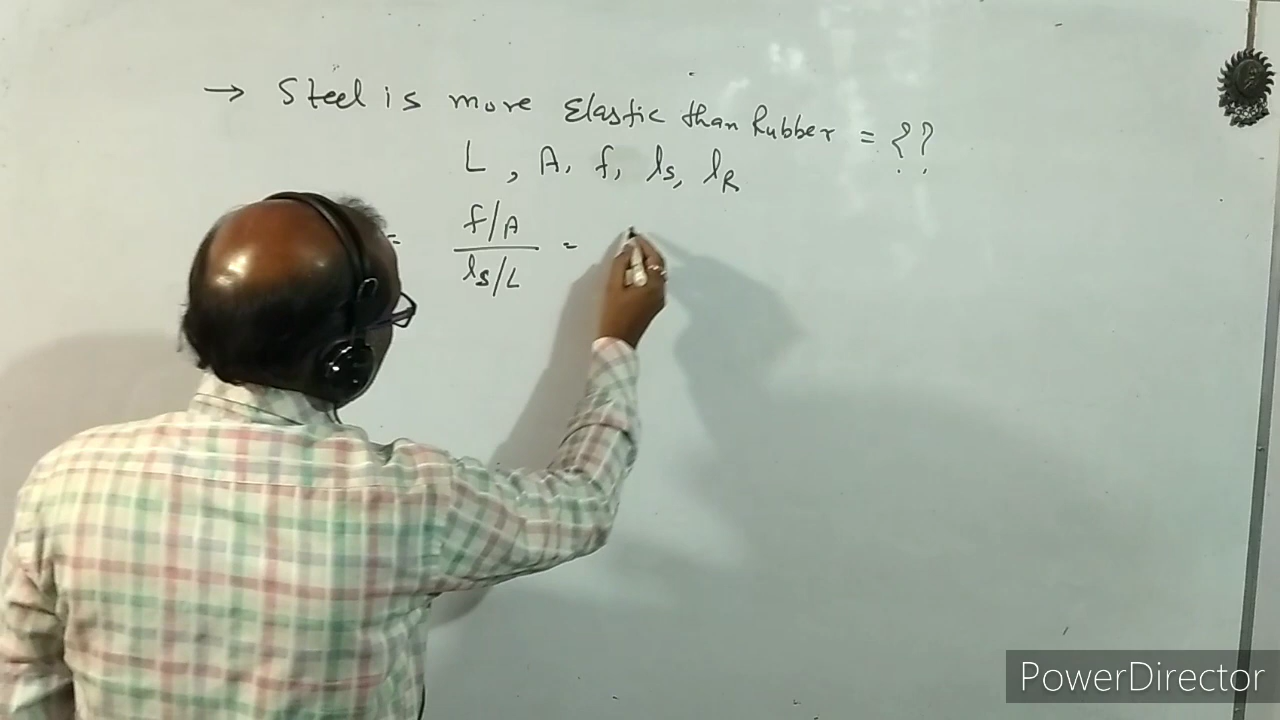 → Steel is more Elastic than Rubber = ??
L, A, f, ls, lR
= f/A =
ls/L
PowerDirector